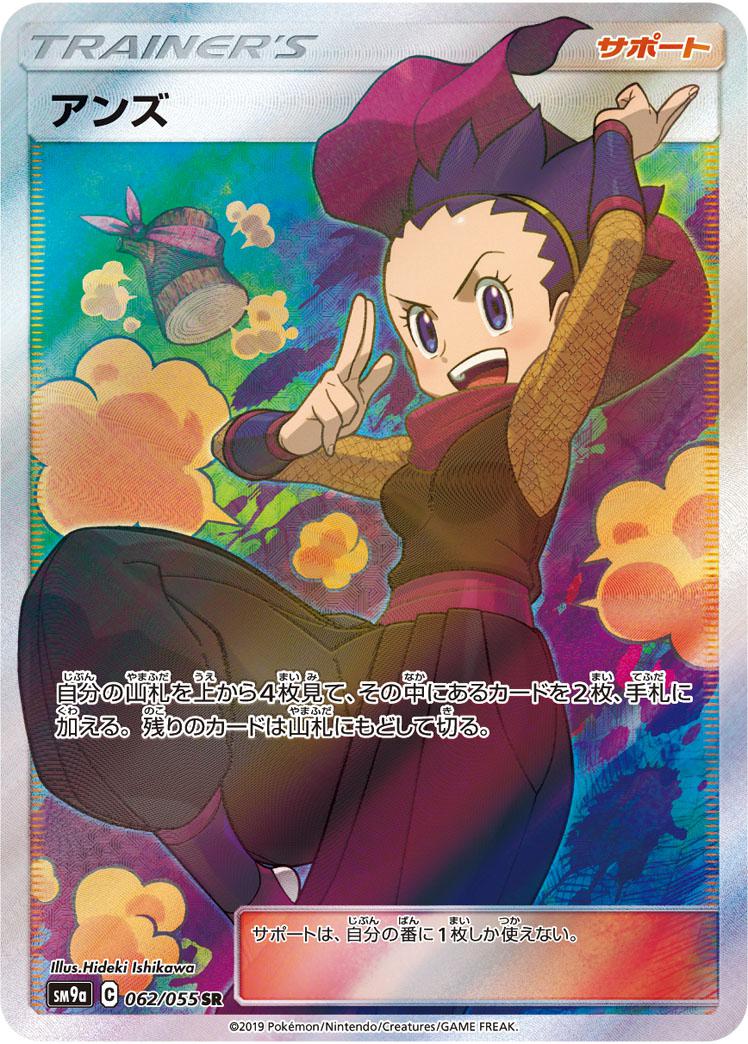 TRAINER'S サポート
アンズ
自分の山札を上から4枚見て、その中にあるカードを2枚、手札に
加える。残りのカードは山札にもどして切る。
サポートは、自分の番に1枚しか使えない。
Illus.Hideki Ishikawa
sm9a C 062/055 SR
©2019 Pokémon/Nintendo/Creatures/GAME FREAK.